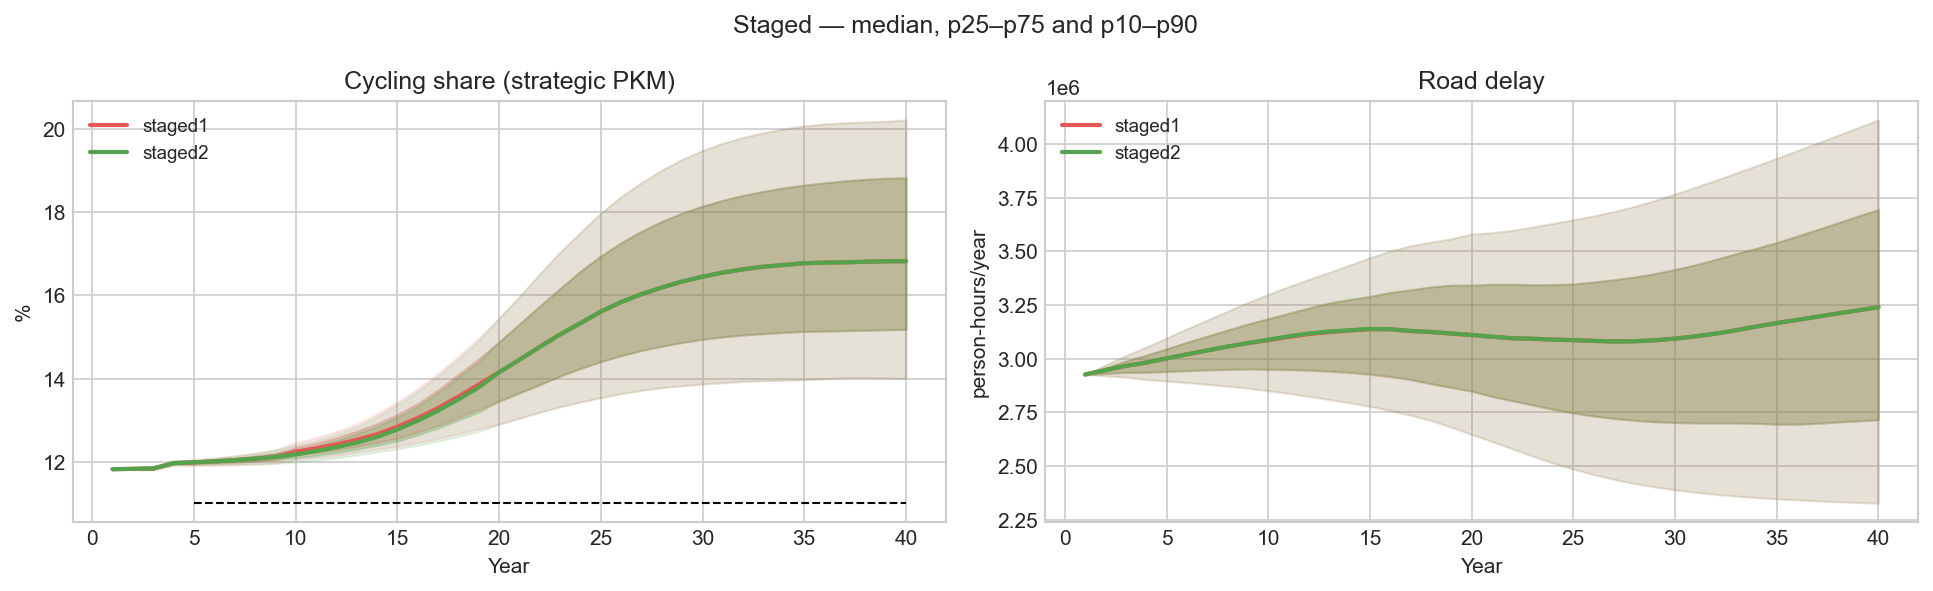 Staged — median, p25–p75 and p10–p90
Cycling share (strategic PKM)
staged1
staged2
20
18
16
14
12
%
0 5 10 15 20 25 30 35 40
Year
Road delay
1e6
staged1
staged2
4.00
3.75
3.50
3.25
3.00
2.75
2.50
2.25
person-hours/year
0 5 10 15 20 25 30 35 40
Year